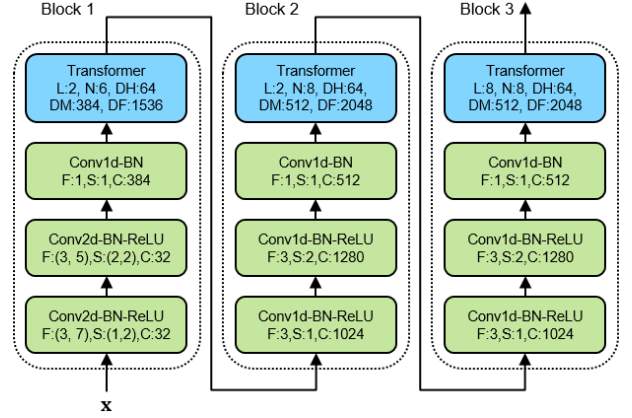 Block 1
Transformer
L:2, N:6, DH:64
DM:384, DF:1536
Conv1d-BN
F:1,S:1,C:384
Conv2d-BN-ReLU
F:(3, 5),S:(2,2),C:32
Conv2d-BN-ReLU
F:(3, 7),S:(1,2),C:32
x
Block 2
Transformer
L:2, N:8, DH:64,
DM:512, DF:2048
Conv1d-BN
F:1,S:1,C:512
Conv1d-BN-ReLU
F:3,S:2,C:1280
Conv1d-BN-ReLU
F:3,S:1,C:1024
Block 3
Transformer
L:8, N:8, DH:64,
DM:512, DF:2048
Conv1d-BN
F:1,S:1,C:512
Conv1d-BN-ReLU
F:3,S:2,C:1280
Conv1d-BN-ReLU
F:3,S:1,C:1024